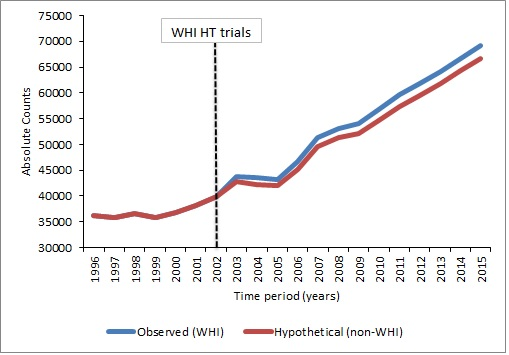 WHI HT trials
Absolute Counts
75000
70000
65000
60000
55000
50000
45000
40000
35000
30000
1996 1997 1998 1999 2000 2001 2002 2003 2004 2005 2006 2007 2008 2009 2010 2011 2012 2013 2014 2015
Time period (years)
Observed (WHI) Hypothetical (non-WHI)